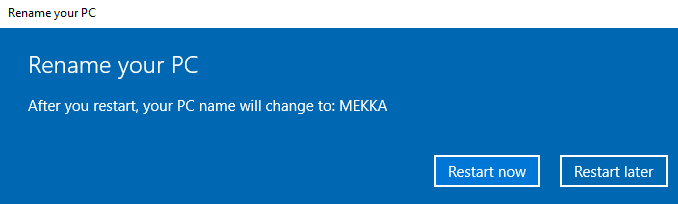 Rename your PC
Rename your PC
After you restart, your PC name will change to: MEKKA
Restart now
Restart later